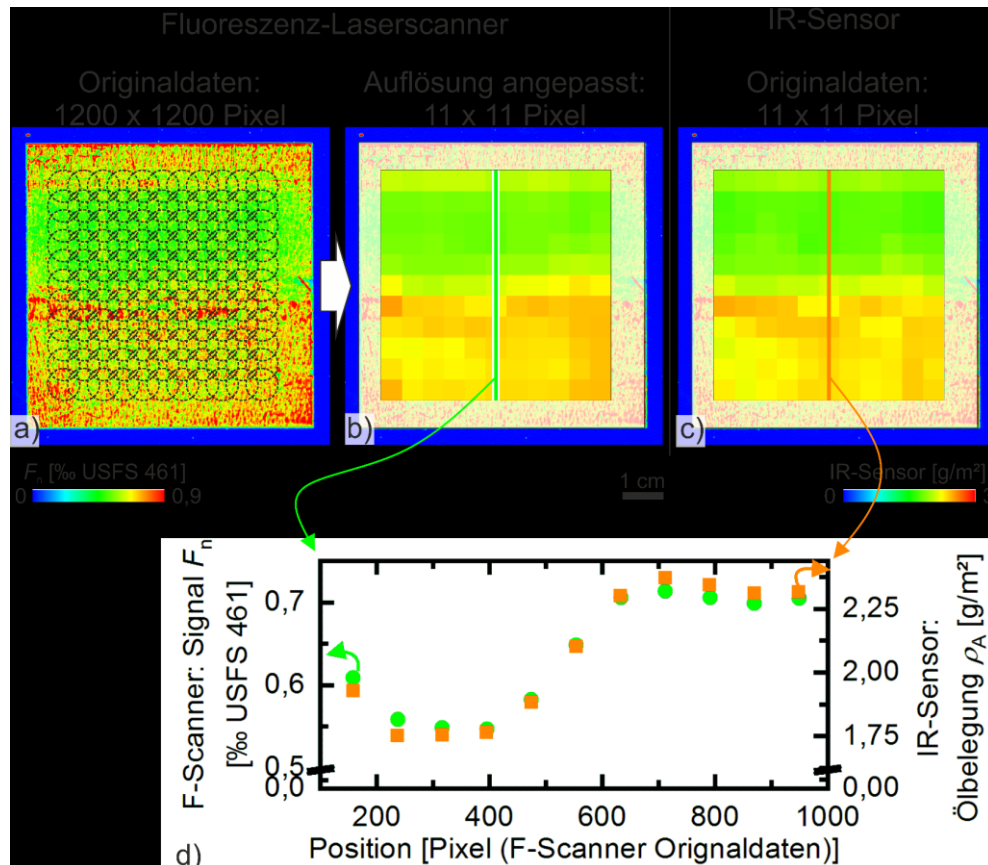 Fluoreszenz-Laserscanner
IR-Sensor
Originaldaten:
1200 x 1200 Pixel
Auflösung angepasst:
11 x 11 Pixel
Originaldaten:
11 x 11 Pixel
a)
b)
c)
Fn [‰ USFS 461]
0
0,9
1 cm
IR-Sensor [g/m²]
0
3
F-Scanner: Signal Fn
[‰ USFS 461]
0,7
0,6
0,5
0,0
2,25
2,00
1,75
0,00
IR-Sensor:
Ölbelegung ρA [g/m²]
200
400
600
800
1000
Position [Pixel (F-Scanner Orignaldaten)]
d)